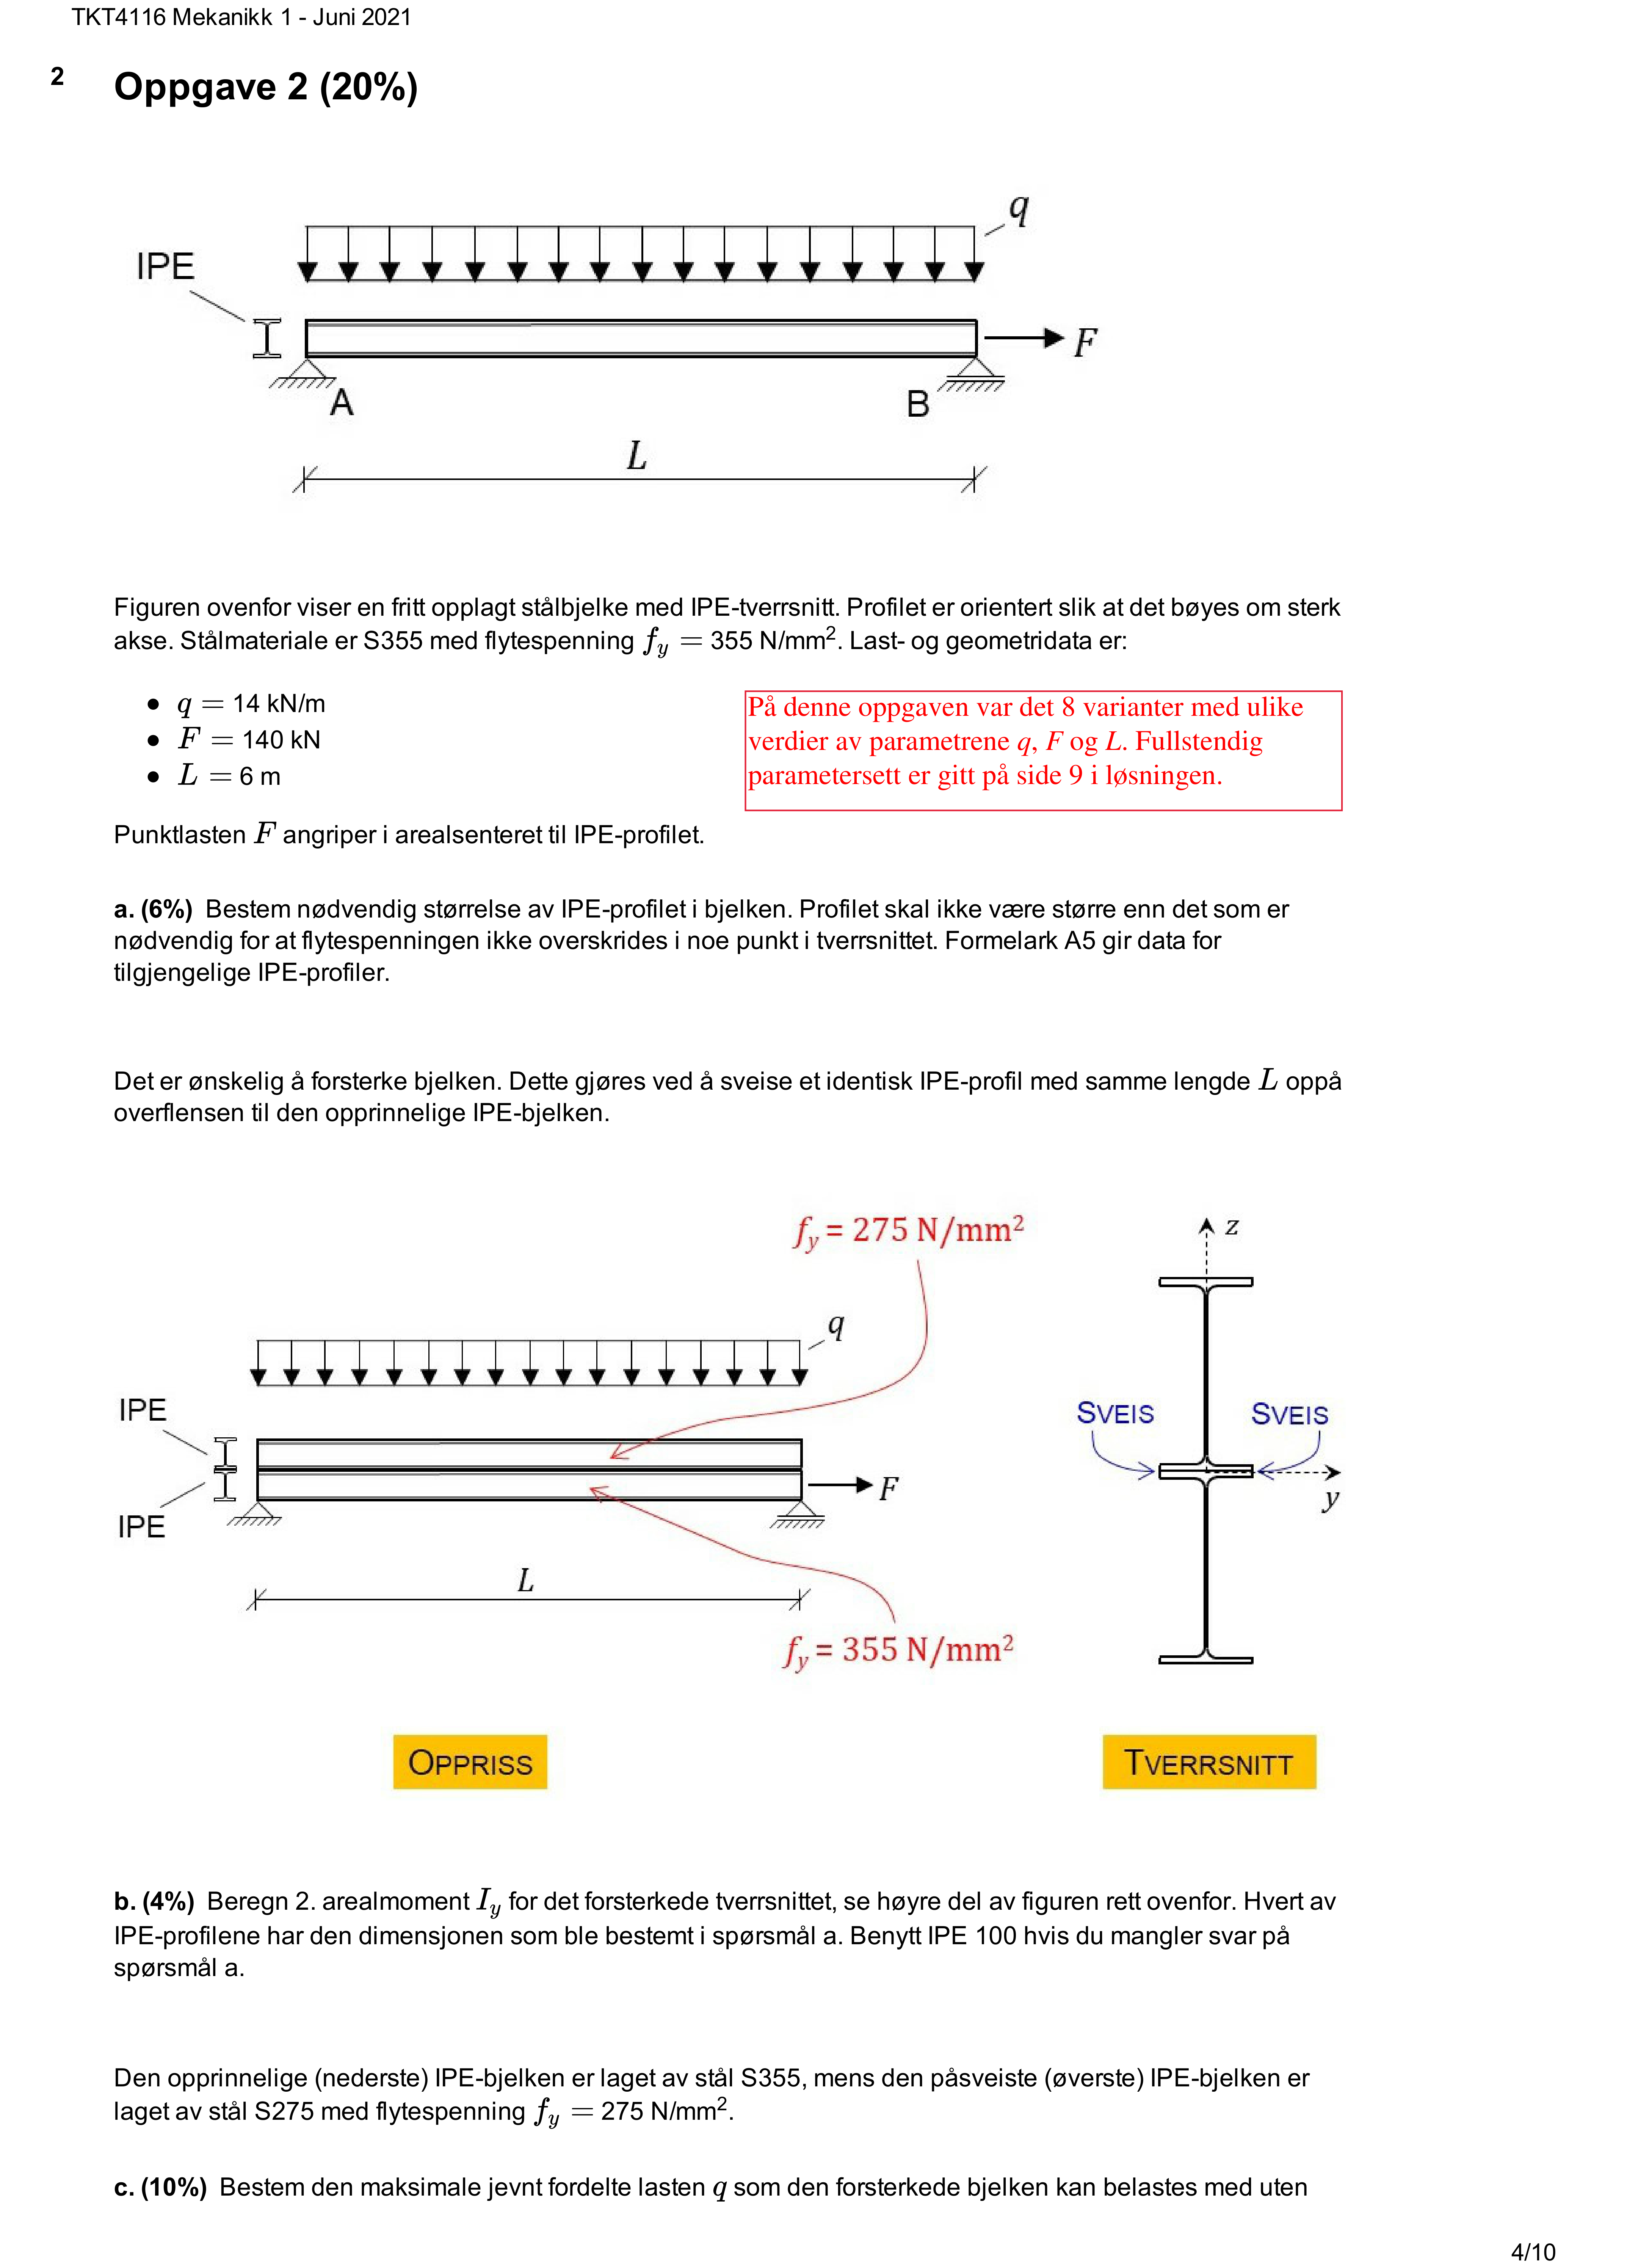 TKT4116 Mekanikk 1 - Juni 2021
2 Oppgave 2 (20%)
q
IPE
F
A
B
L
Figuren ovenfor viser en fritt opplagt stålbjelke med IPE-tverrsnitt. Profilet er orientert slik at det bøyes om sterk
akse. Stålmateriale er S355 med flytespenning f_y = 355 N/mm². Last- og geometridata er:
• q = 14 kN/m
• F = 140 kN
• L = 6 m
På denne oppgaven var det 8 varianter med ulike
verdier av parametrene q, F og L. Fullstendig
parametersett er gitt på side 9 i løsningen.
Punktlasten F angriper i arealsenteret til IPE-profilet.
a. (6%) Bestem nødvendig størrelse av IPE-profilet i bjelken. Profilet skal ikke være større enn det som er
nødvendig for at flytespenningen ikke overskrides i noe punkt i tverrsnittet. Formelark A5 gir data for
tilgjengelige IPE-profiler.
Det er ønskelig å forsterke bjelken. Dette gjøres ved å sveise et identisk IPE-profil med samme lengde L oppå
overflensen til den opprinnelige IPE-bjelken.
f_y = 275 N/mm²
z
q
IPE
SVEIS
SVEIS
F
IPE
y
L
f_y = 355 N/mm²
OPPRISS
TVERRSNITT
b. (4%) Beregn 2. arealmoment I_y for det forsterkede tverrsnittet, se høyre del av figuren rett ovenfor. Hvert av
IPE-profilene har den dimensjonen som ble bestemt i spørsmål a. Benytt IPE 100 hvis du mangler svar på
spørsmål a.
Den opprinnelige (nederste) IPE-bjelken er laget av stål S355, mens den påsveiste (øverste) IPE-bjelken er
laget av stål S275 med flytespenning f_y = 275 N/mm².
c. (10%) Bestem den maksimale jevnt fordelte lasten q som den forsterkede bjelken kan belastes med uten
4/10